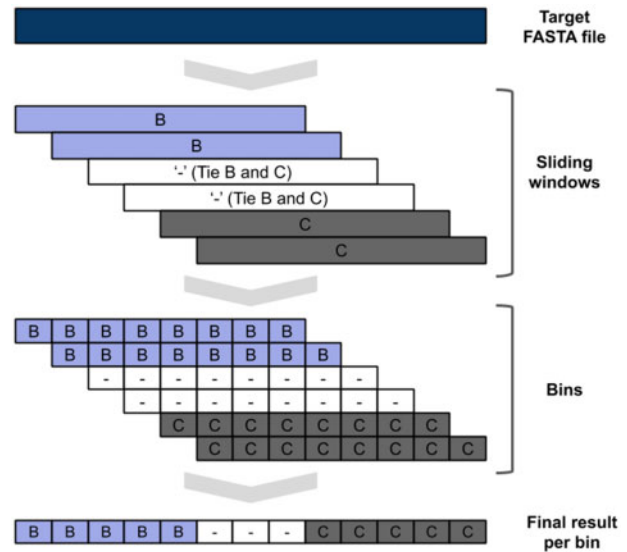 Target
FASTA file
B
B
'-' (Tie B and C)
'-' (Tie B and C)
C
C
Sliding
windows
B B B B B B B B
B B B B B B B B
- - - - - - - -
- - - - - - - -
C C C C C C C C
C C C C C C C C
Bins
B B B B B - - - C C C C C
Final result
per bin